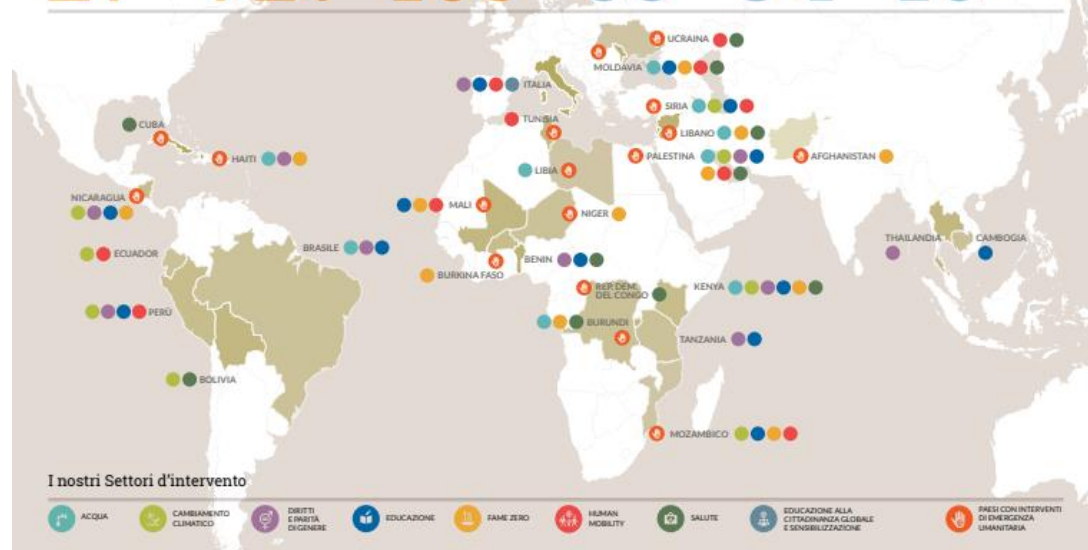 UCRAINA
MOLDAVIA
ITALIA
SIRIA
TUNISIA
CUBA
LIBANO
HAITI
PALESTINA
AFGHANISTAN
LIBIA
NICARAGUA
MALI
NIGER
THAILANDIA
CAMBOGIA
BRASILE
ECUADOR
BENIN
BURKINA FASO
REP. DEM.
DEL CONGO
KENYA
PERÙ
BURUNDI
TANZANIA
BOLIVIA
MOZAMBICO
I nostri Settori d'intervento
ACQUA
CAMBIAMENTO
CLIMATICO
DIRITTI
E PARITÀ
DI GENERE
EDUCAZIONE
FAME ZERO
HUMAN
MOBILITY
SALUTE
EDUCAZIONE ALLA
CITTADINANZA GLOBALE
E SENSIBILIZZAZIONE
PAESI CON INTERVENTI
DI EMERGENZA
UMANITARIA